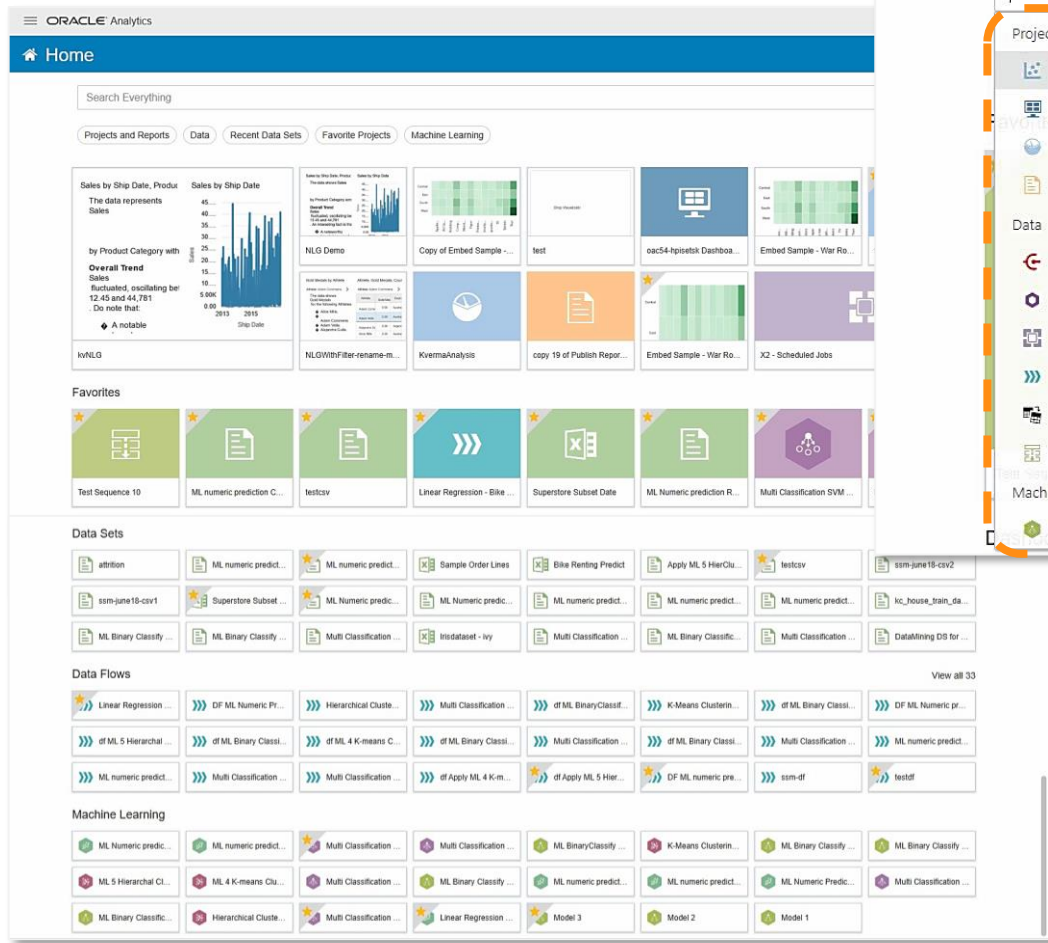 ORACLE Analytics
Home
Search Everything
Projects and Reports
Data
Recent Data Sets
Favorite Projects
Machine Learning
Sales by Ship Date, Produc
The data represents
Sales
by Product Category with
Overall Trend
Sales
fluctuated, oscillating bet
12.45 and 44,781
. Do note that:
A notable
Sales by Ship Date
45....
40....
35....
30....
25....
20....
15....
10....
5.00K
0.00
Sales
2013 2015
Ship Date
kvNLG
NLG Demo
Copy of Embed Sample -...
test
oac54-hpisetsk Dashboa...
Embed Sample - War Ro...
NLGWithFilter-rename-m...
KvermaAnalysis
copy 19 of Publish Repor...
Embed Sample - War Ro...
X2 - Scheduled Jobs
Favorites
Test Sequence 10
ML numeric prediction C...
testcsv
Linear Regression - Bike ...
Superstore Subset Date
ML Numeric prediction R...
Multi Classification SVM ...
Data Sets
attrition
ML numeric predict...
ML numeric predict...
Sample Order Lines
Bike Renting Predict
Apply ML 5 HierClu...
testcsv
ssm-june18-csv2
ssm-june18-csv1
Superstore Subset ...
ML Numeric predic...
ML Numeric predic...
ML numeric predict...
ML numeric predict...
ML numeric predict...
kc_house_train_da...
ML Binary Classify ...
ML Binary Classify ...
Multi Classification ...
Irisdataset - ivy
Multi Classification ...
ML Binary Classific...
Multi Classification ...
DataMining DS for ...
Data Flows
View all 33
Linear Regression ...
DF ML Numeric Pr...
Hierarchical Cluste...
Multi Classification ...
df ML BinaryClassif...
K-Means Clusterin...
df ML Binary Classi...
DF ML Numeric pr...
df ML 5 Hierarchal ...
df ML Binary Classi...
df ML 4 K-means C...
df ML Binary Classi...
Multi Classification ...
df ML Binary Classi...
Multi Classification ...
ML numeric predict...
ML numeric predict...
Multi Classification ...
Multi Classification ...
df Apply ML 4 K-m...
df Apply ML 5 Hier...
DF ML numeric pre...
ssm-df
testdf
Machine Learning
ML Numeric predic...
ML numeric predict...
Multi Classification ...
Multi Classification ...
ML BinaryClassify ...
K-Means Clusterin...
ML Binary Classify ...
ML Binary Classify ...
ML 5 Hierarchal Cl...
ML 4 K-means Clu...
Multi Classification ...
ML Binary Classify ...
ML numeric predict...
ML numeric predict...
ML Numeric Predic...
Multi Classification ...
ML Binary Classific...
Hierarchical Cluste...
Multi Classification ...
Linear Regression ...
Model 3
Model 2
Model 1
Projec
Data
Mach